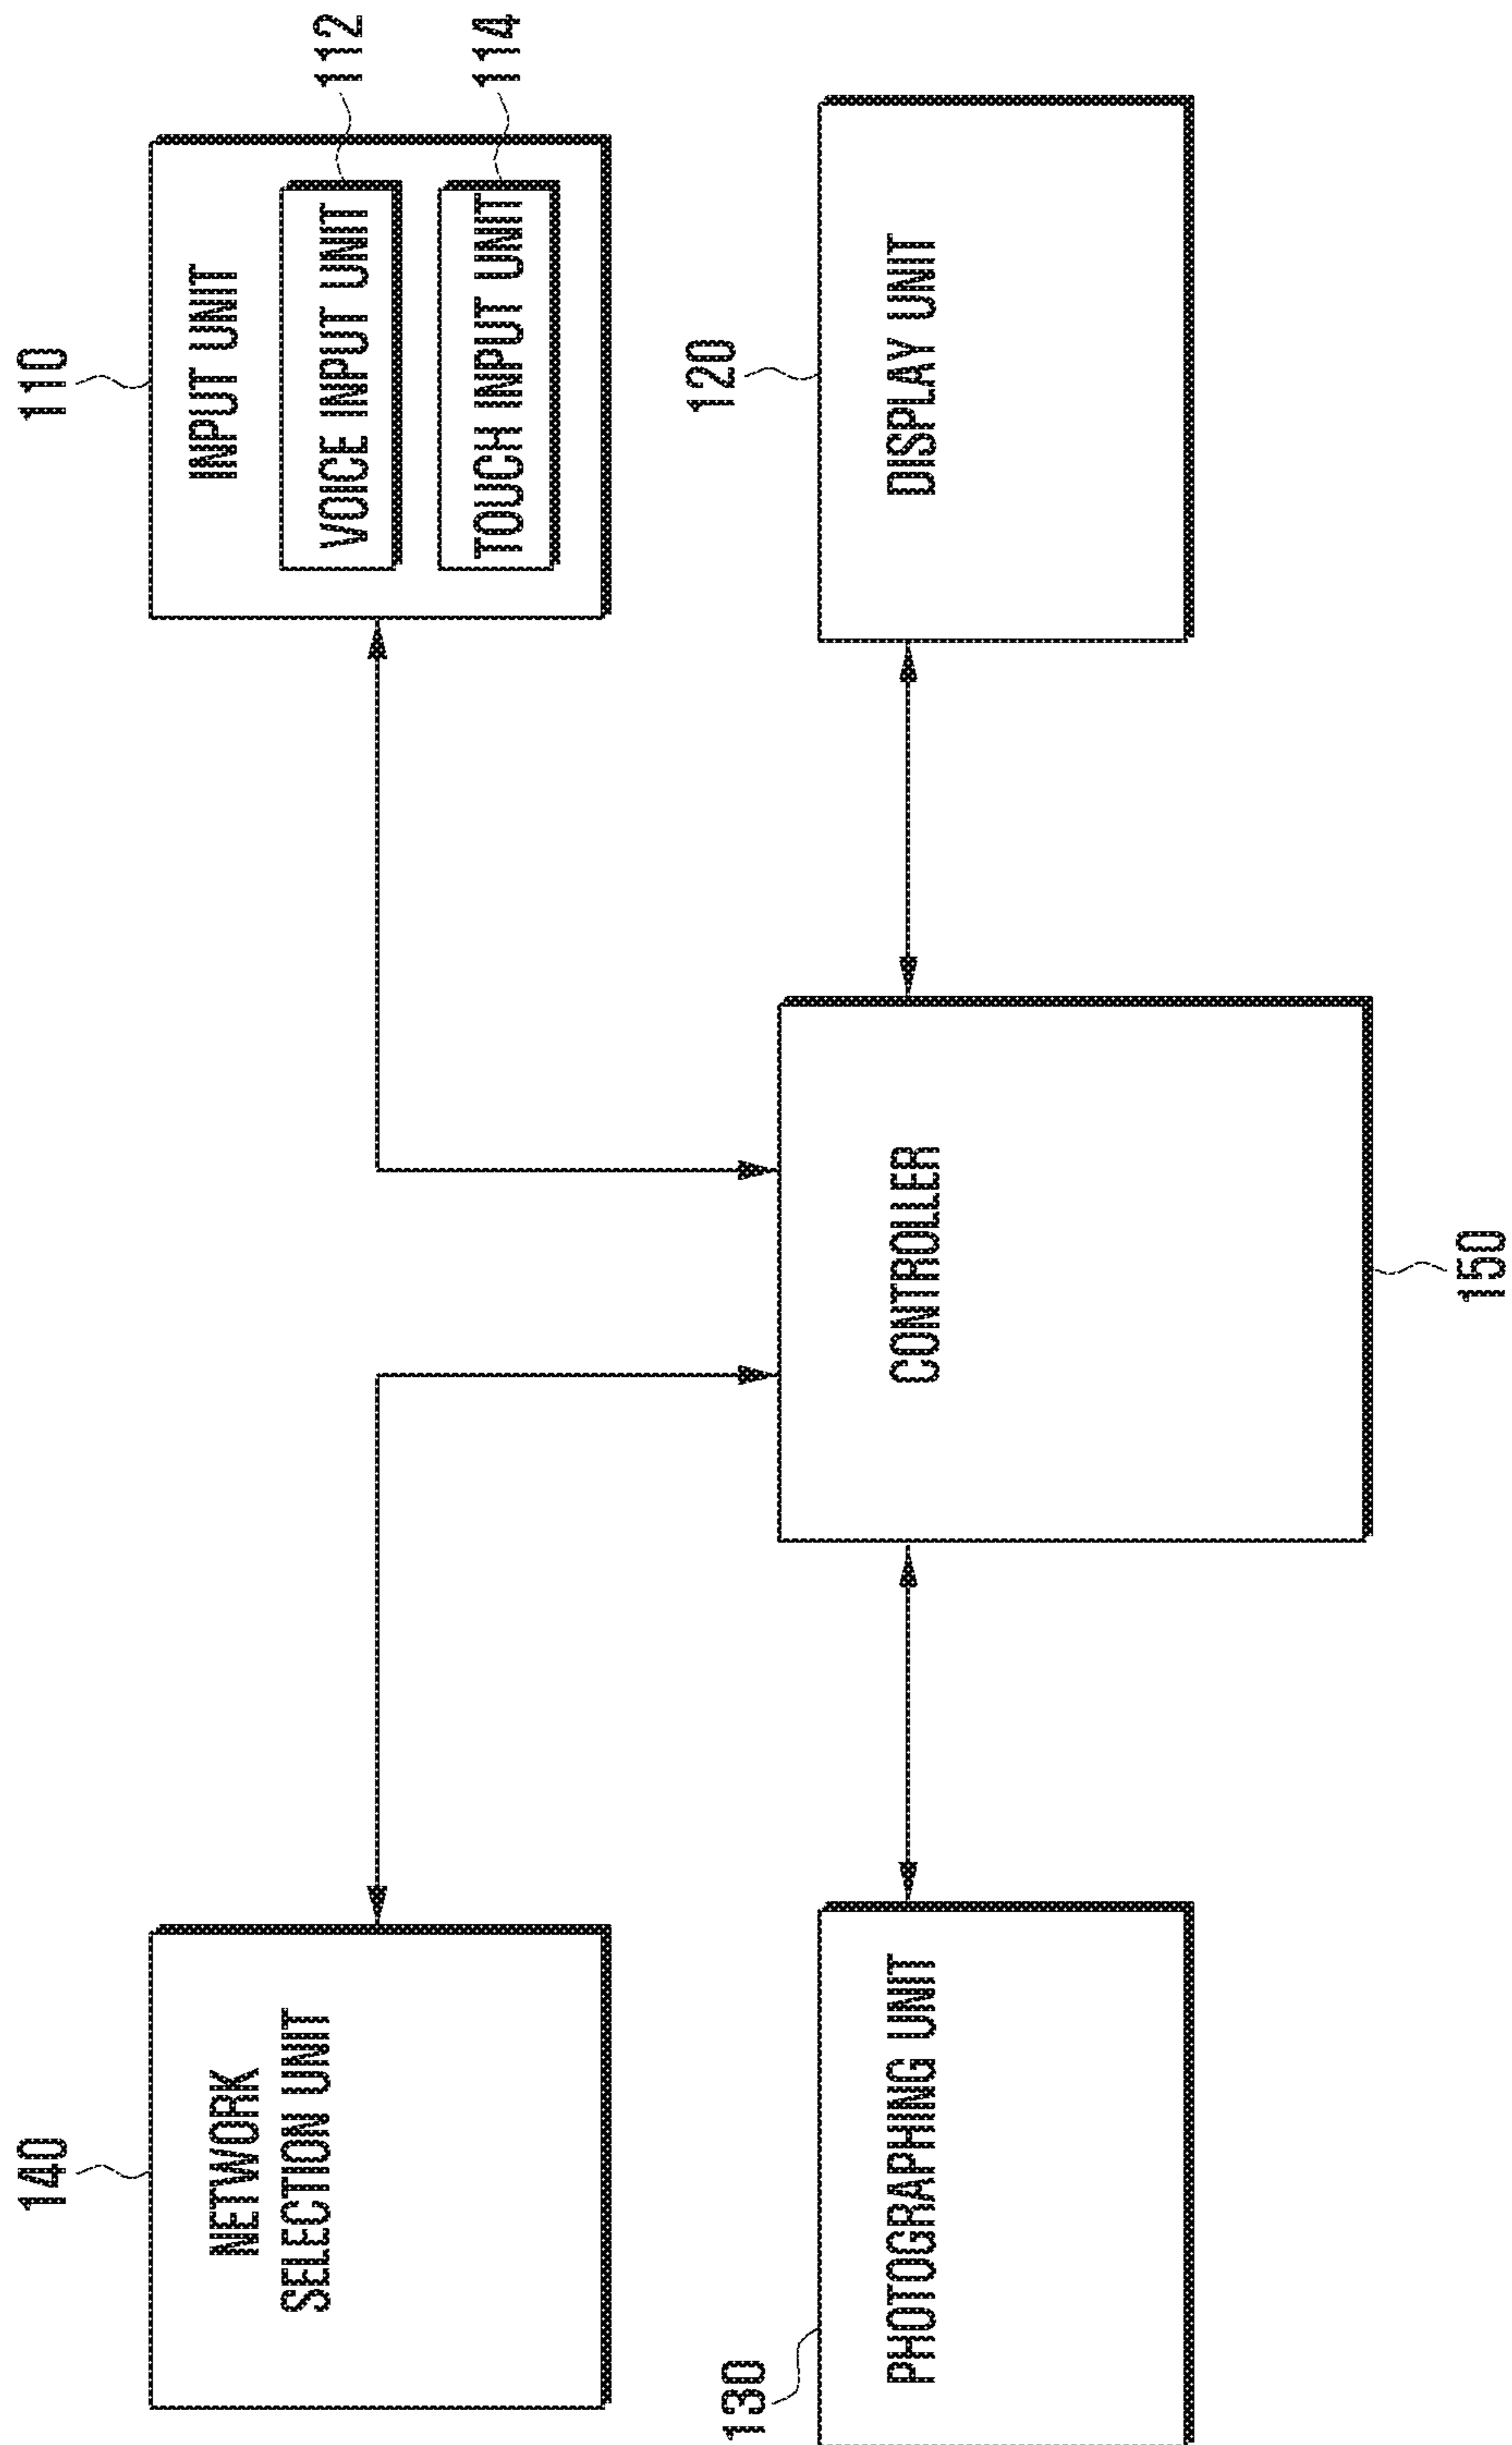 140
NETWORK
SELECTION UNIT
110
INPUT UNIT
VOICE INPUT UNIT
112
TOUCH INPUT UNIT
114
130
PHOTOGRAPHING UNIT
CONTROLLER
150
120
DISPLAY UNIT